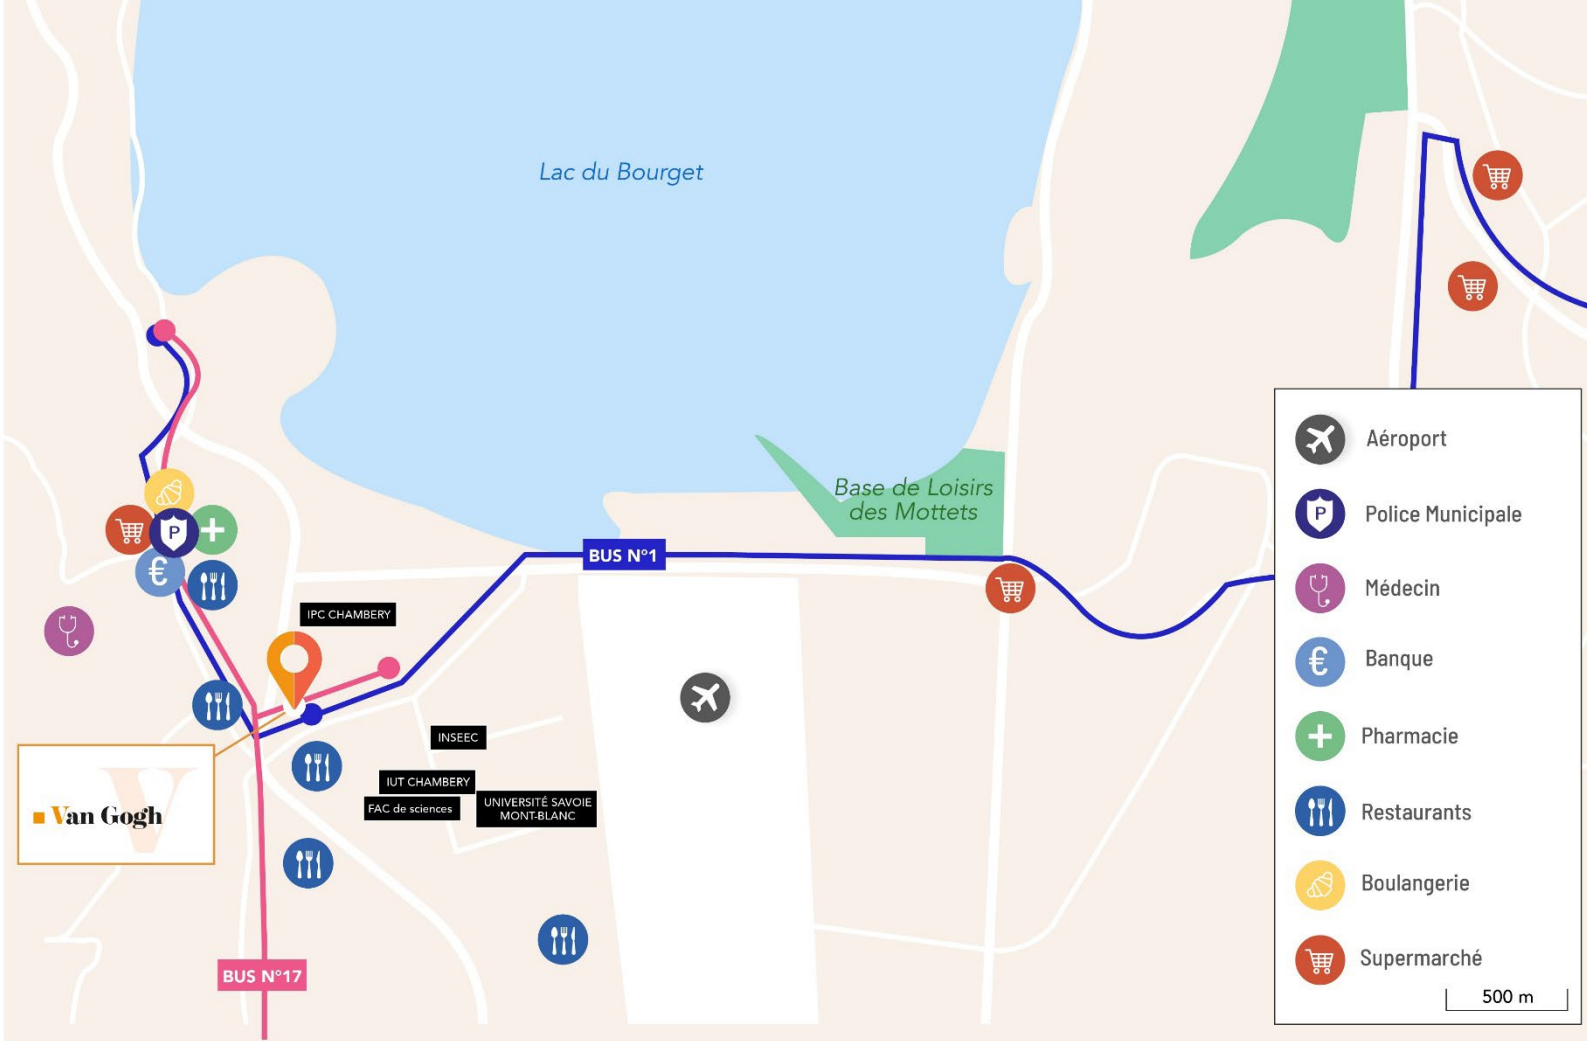 Lac du Bourget
Base de Loisirs
des Mottets
BUS N°1
IPC CHAMBERY
INSEEC
IUT CHAMBERY
FAC de sciences
UNIVERSITÉ SAVOIE
MONT-BLANC
Van Gogh
BUS N°17
Aéroport
Police Municipale
Médecin
Banque
Pharmacie
Restaurants
Boulangerie
Supermarché
500 m
P
P
€
€
V